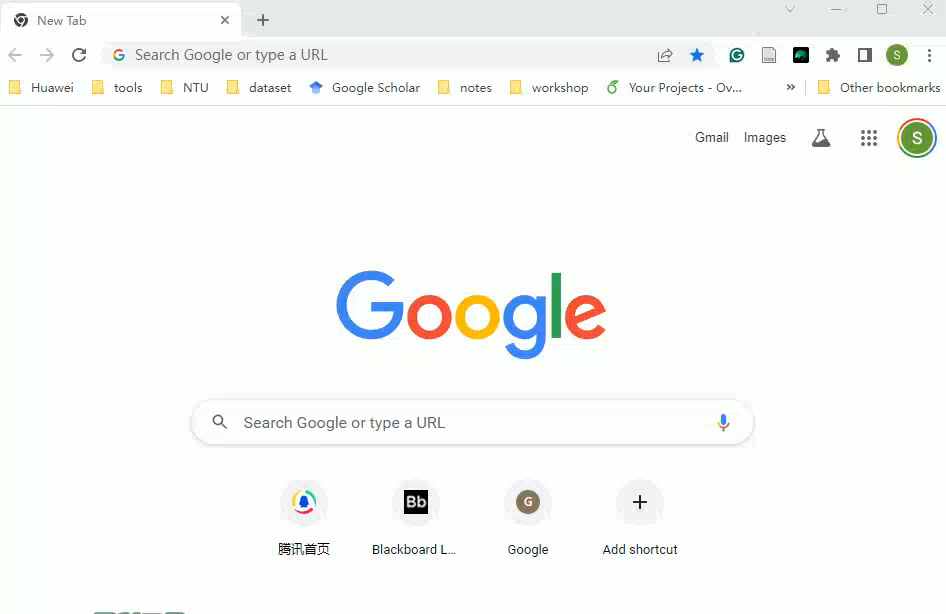 New Tab
Search Google or type a URL
S
Huawei
tools
NTU
dataset
Google Scholar
notes
workshop
Your Projects - Ov...
»
Other bookmarks
Gmail
Images
S
Google
Search Google or type a URL
Bb
G
腾讯首页
Blackboard L...
Google
Add shortcut